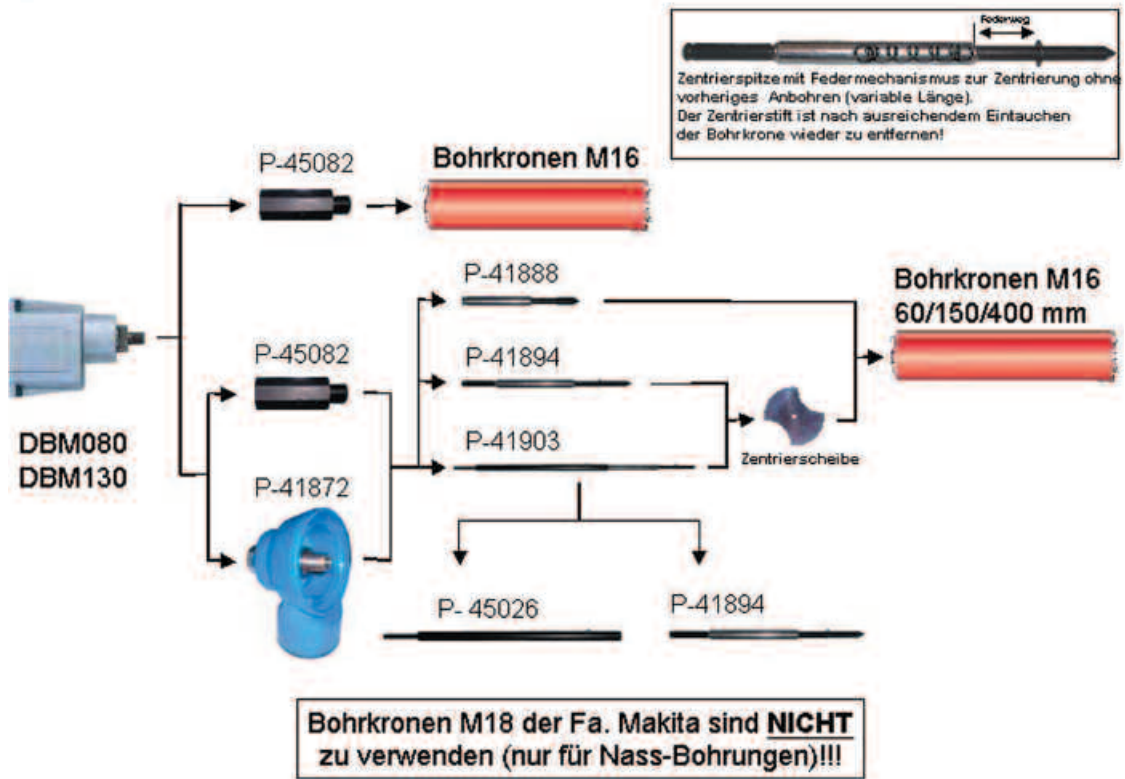 Federweg
Zentrierspitze mit Federmechanismus zur Zentrierung ohne
vorheriges Anbohren (variable Länge).
Der Zentrierstift ist nach ausreichendem Eintauchen
der Bohrkrone wieder zu entfernen!
P-45082
Bohrkronen M16
P-41888
Bohrkronen M16
60/150/400 mm
P-45082
P-41894
DBM080
DBM130
P-41903
Zentrierscheibe
P-41872
P- 45026
P-41894
Bohrkronen M18 der Fa. Makita sind NICHT
zu verwenden (nur für Nass-Bohrungen)!!!